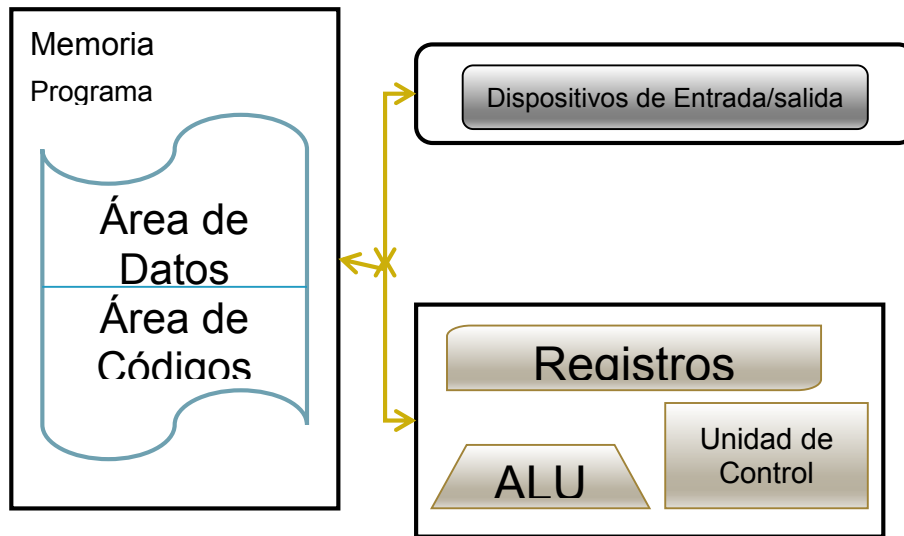 Memoria
Programa
Área de
Datos
Área de
Códigos
Dispositivos de Entrada/salida
Registros
ALU
Unidad de
Control